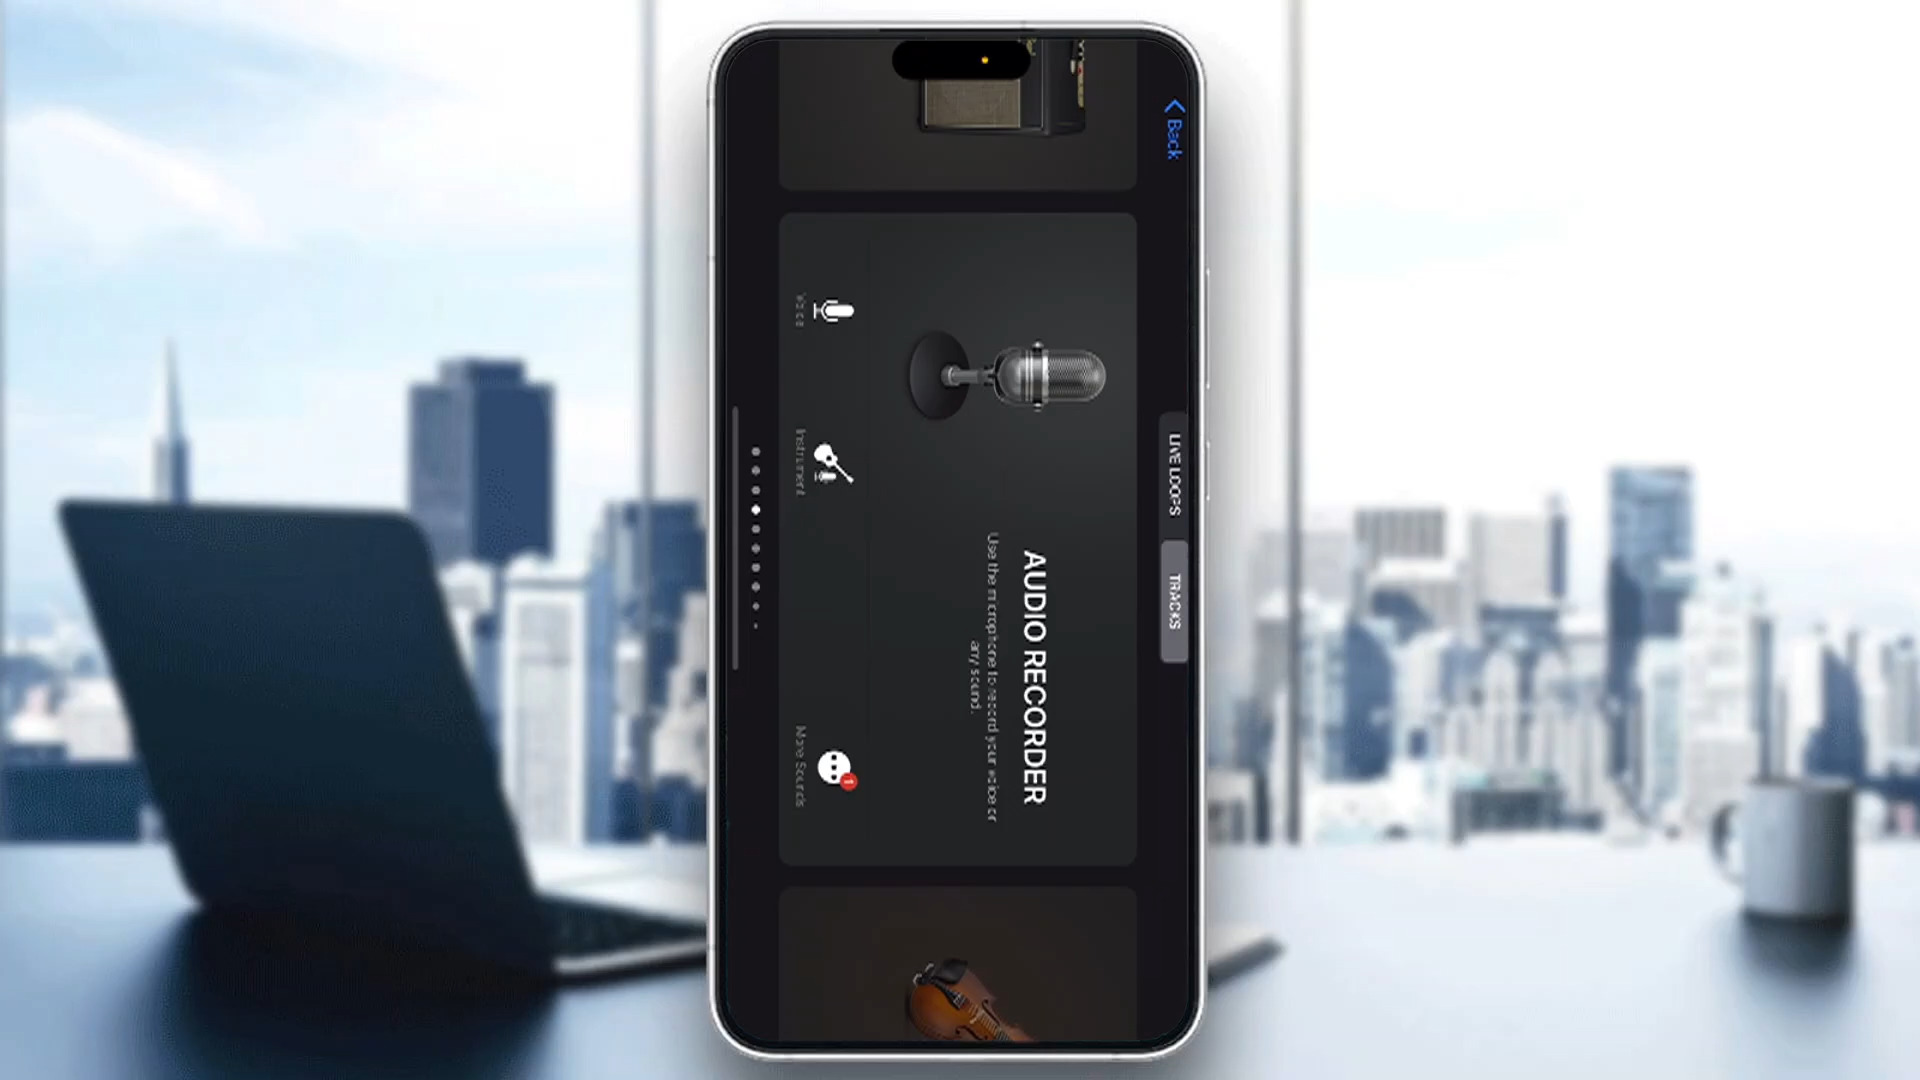 Back
LIVE LOOPS
TRACKS
AUDIO RECORDER
Use the microphone to record your voice or
any sound.
Voice
Instrument
More Sounds